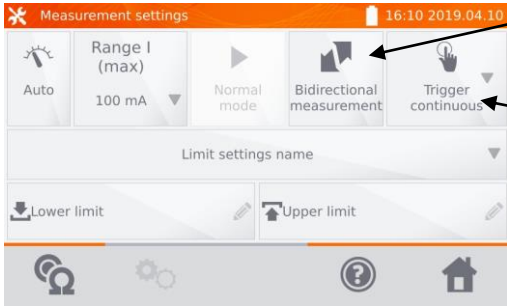 Measurement settings
16:10 2019.04.10
Auto
Range I
(max)
100 mA
Normal
mode
Bidirectional
measurement
Trigger
continuous
Limit settings name
Lower limit
Upper limit